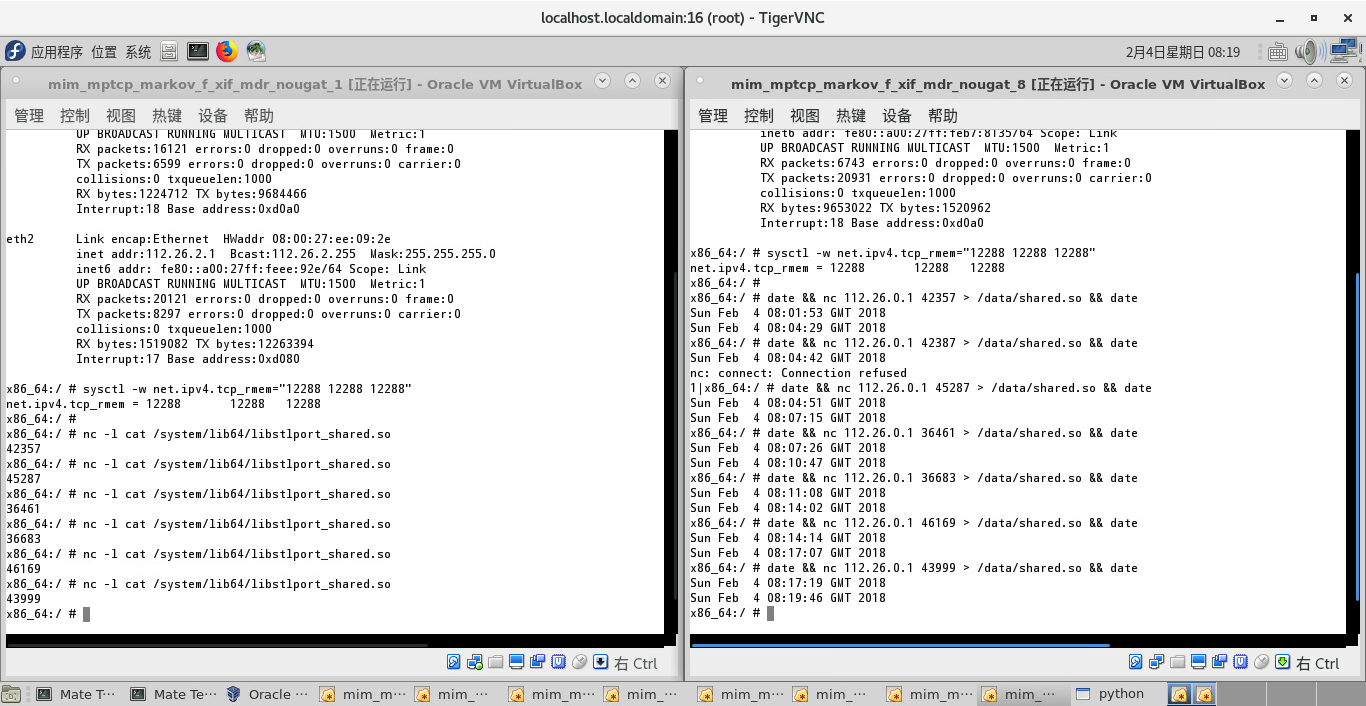 localhost.localdomain:16 (root) - TigerVNC
应用程序 位置 系统
2月4日星期日 08:19
mim_mptcp_markov_f_xif_mdr_nougat_1 [正在运行] - Oracle VM VirtualBox
管理 控制 视图 热键 设备 帮助
UP BROADCAST RUNNING MULTICAST  MTU:1500  Metric:1
RX packets:16121 errors:0 dropped:0 overruns:0 frame:0
TX packets:6599 errors:0 dropped:0 overruns:0 carrier:0
collisions:0 txqueuelen:1000
RX bytes:1224712 TX bytes:9684466
Interrupt:18 Base address:0xd0a0
eth2      Link encap:Ethernet  HWaddr 08:00:27:ee:09:2e
inet addr:112.26.2.1  Bcast:112.26.2.255  Mask:255.255.255.0
inet6 addr: fe80::a00:27ff:feee:92e/64 Scope: Link
UP BROADCAST RUNNING MULTICAST  MTU:1500  Metric:1
RX packets:20121 errors:0 dropped:0 overruns:0 frame:0
TX packets:8297 errors:0 dropped:0 overruns:0 carrier:0
collisions:0 txqueuelen:1000
RX bytes:1519082 TX bytes:12263394
Interrupt:17 Base address:0xd080
x86_64:/ # sysctl -w net.ipv4.tcp_rmem="12288 12288 12288"
net.ipv4.tcp_rmem = 12288       12288   12288
x86_64:/ #
x86_64:/ # nc -l cat /system/lib64/libstlport_shared.so
42357
x86_64:/ # nc -l cat /system/lib64/libstlport_shared.so
45287
x86_64:/ # nc -l cat /system/lib64/libstlport_shared.so
36461
x86_64:/ # nc -l cat /system/lib64/libstlport_shared.so
36683
x86_64:/ # nc -l cat /system/lib64/libstlport_shared.so
46169
x86_64:/ # nc -l cat /system/lib64/libstlport_shared.so
43999
x86_64:/ #
右 Ctrl
mim_mptcp_markov_f_xif_mdr_nougat_8 [正在运行] - Oracle VM VirtualBox
管理 控制 视图 热键 设备 帮助
inet6 addr: fe80::a00:27ff:feb7:8135/64 Scope: Link
UP BROADCAST RUNNING MULTICAST  MTU:1500  Metric:1
RX packets:6743 errors:0 dropped:0 overruns:0 frame:0
TX packets:20931 errors:0 dropped:0 overruns:0 carrier:0
collisions:0 txqueuelen:1000
RX bytes:9653022 TX bytes:1520962
Interrupt:18 Base address:0xd0a0
x86_64:/ # sysctl -w net.ipv4.tcp_rmem="12288 12288 12288"
net.ipv4.tcp_rmem = 12288       12288   12288
x86_64:/ #
x86_64:/ # date && nc 112.26.0.1 42357 > /data/shared.so && date
Sun Feb  4 08:01:53 GMT 2018
Sun Feb  4 08:04:29 GMT 2018
x86_64:/ # date && nc 112.26.0.1 42387 > /data/shared.so && date
Sun Feb  4 08:04:42 GMT 2018
nc: connect: Connection refused
1|x86_64:/ # date && nc 112.26.0.1 45287 > /data/shared.so && date
Sun Feb  4 08:04:51 GMT 2018
Sun Feb  4 08:07:15 GMT 2018
x86_64:/ # date && nc 112.26.0.1 36461 > /data/shared.so && date
Sun Feb  4 08:07:26 GMT 2018
Sun Feb  4 08:10:47 GMT 2018
x86_64:/ # date && nc 112.26.0.1 36683 > /data/shared.so && date
Sun Feb  4 08:11:08 GMT 2018
Sun Feb  4 08:14:02 GMT 2018
x86_64:/ # date && nc 112.26.0.1 46169 > /data/shared.so && date
Sun Feb  4 08:14:14 GMT 2018
Sun Feb  4 08:17:07 GMT 2018
x86_64:/ # date && nc 112.26.0.1 43999 > /data/shared.so && date
Sun Feb  4 08:17:19 GMT 2018
Sun Feb  4 08:19:46 GMT 2018
x86_64:/ #
右 Ctrl
Mate T··· Mate Te··· Oracle ··· mim_m··· mim_··· mim_m··· mim_··· mim_m··· mim_··· mim_m··· mim_··· python